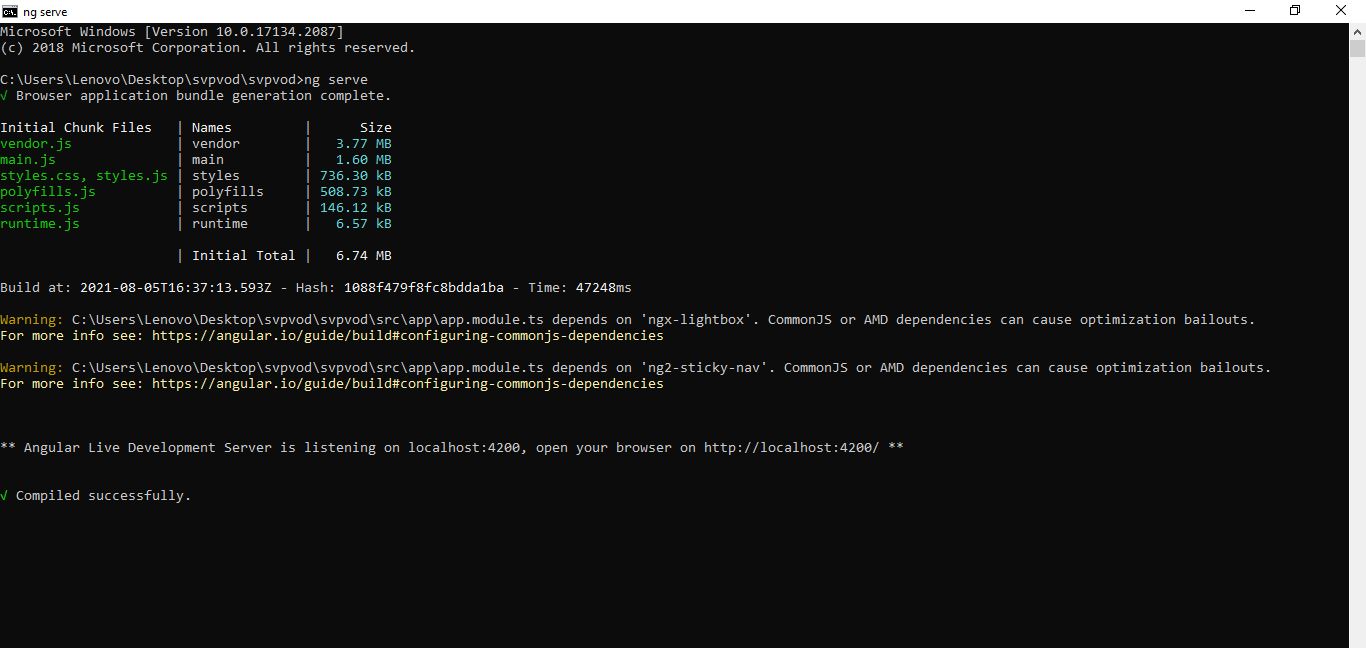 ng serve
Microsoft Windows [Version 10.0.17134.2087]
(c) 2018 Microsoft Corporation. All rights reserved.
C:\Users\Lenovo\Desktop\svpvod\svpvod>ng serve
√ Browser application bundle generation complete.
Initial Chunk Files   | Names         |      Size
vendor.js             | vendor        |   3.77 MB
main.js               | main          |   1.60 MB
styles.css, styles.js | styles        | 736.30 kB
polyfills.js          | polyfills     | 508.73 kB
scripts.js            | scripts       | 146.12 kB
runtime.js            | runtime       |   6.57 kB
| Initial Total |   6.74 MB
Build at: 2021-08-05T16:37:13.593Z - Hash: 1088f479f8fc8bdda1ba - Time: 47248ms
Warning: C:\Users\Lenovo\Desktop\svpvod\svpvod\src\app\app.module.ts depends on 'ngx-lightbox'. CommonJS or AMD dependencies can cause optimization bailouts.
For more info see: https://angular.io/guide/build#configuring-commonjs-dependencies
Warning: C:\Users\Lenovo\Desktop\svpvod\svpvod\src\app\app.module.ts depends on 'ng2-sticky-nav'. CommonJS or AMD dependencies can cause optimization bailouts.
For more info see: https://angular.io/guide/build#configuring-commonjs-dependencies
** Angular Live Development Server is listening on localhost:4200, open your browser on http://localhost:4200/ **
√ Compiled successfully.